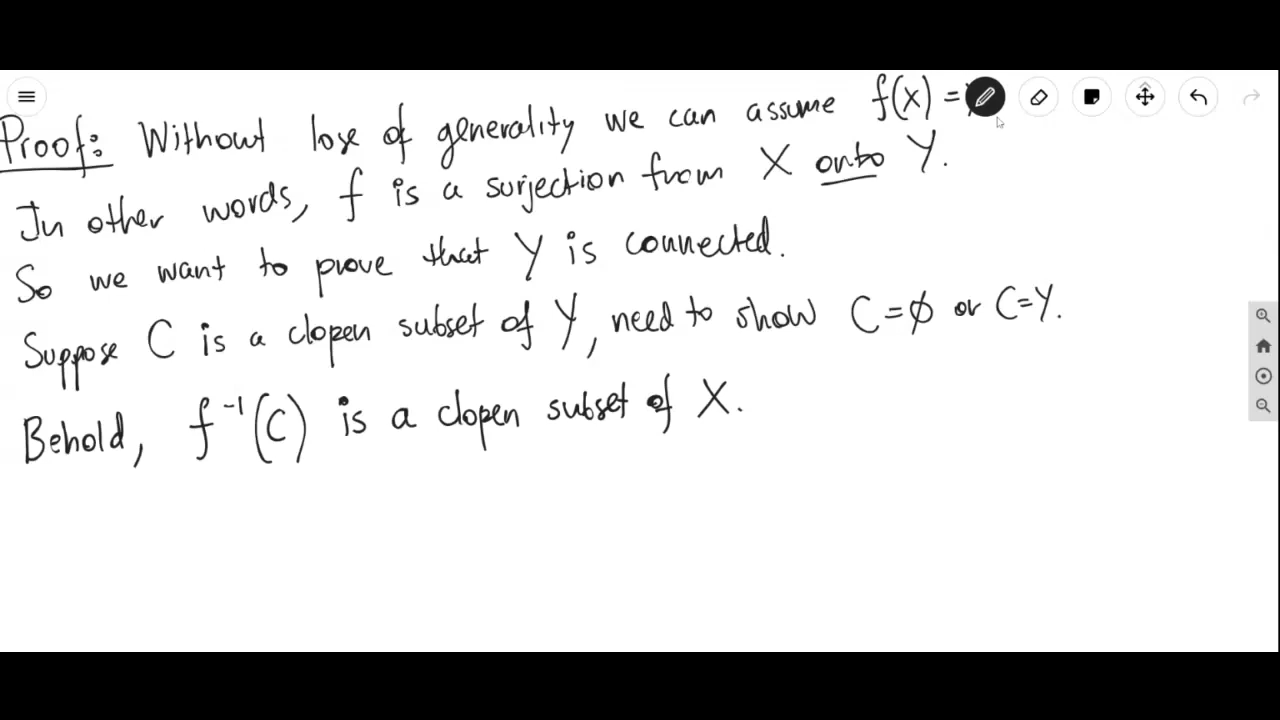 Proof: Without lose of generality we can assume f(X) =
In other words, f is a surjection from X onto Y.
So we want to prove that Y is connected.
Suppose C is a clopen subset of Y, need to show C = ∅ or C = Y.
Behold, f⁻¹(C) is a clopen subset of X.